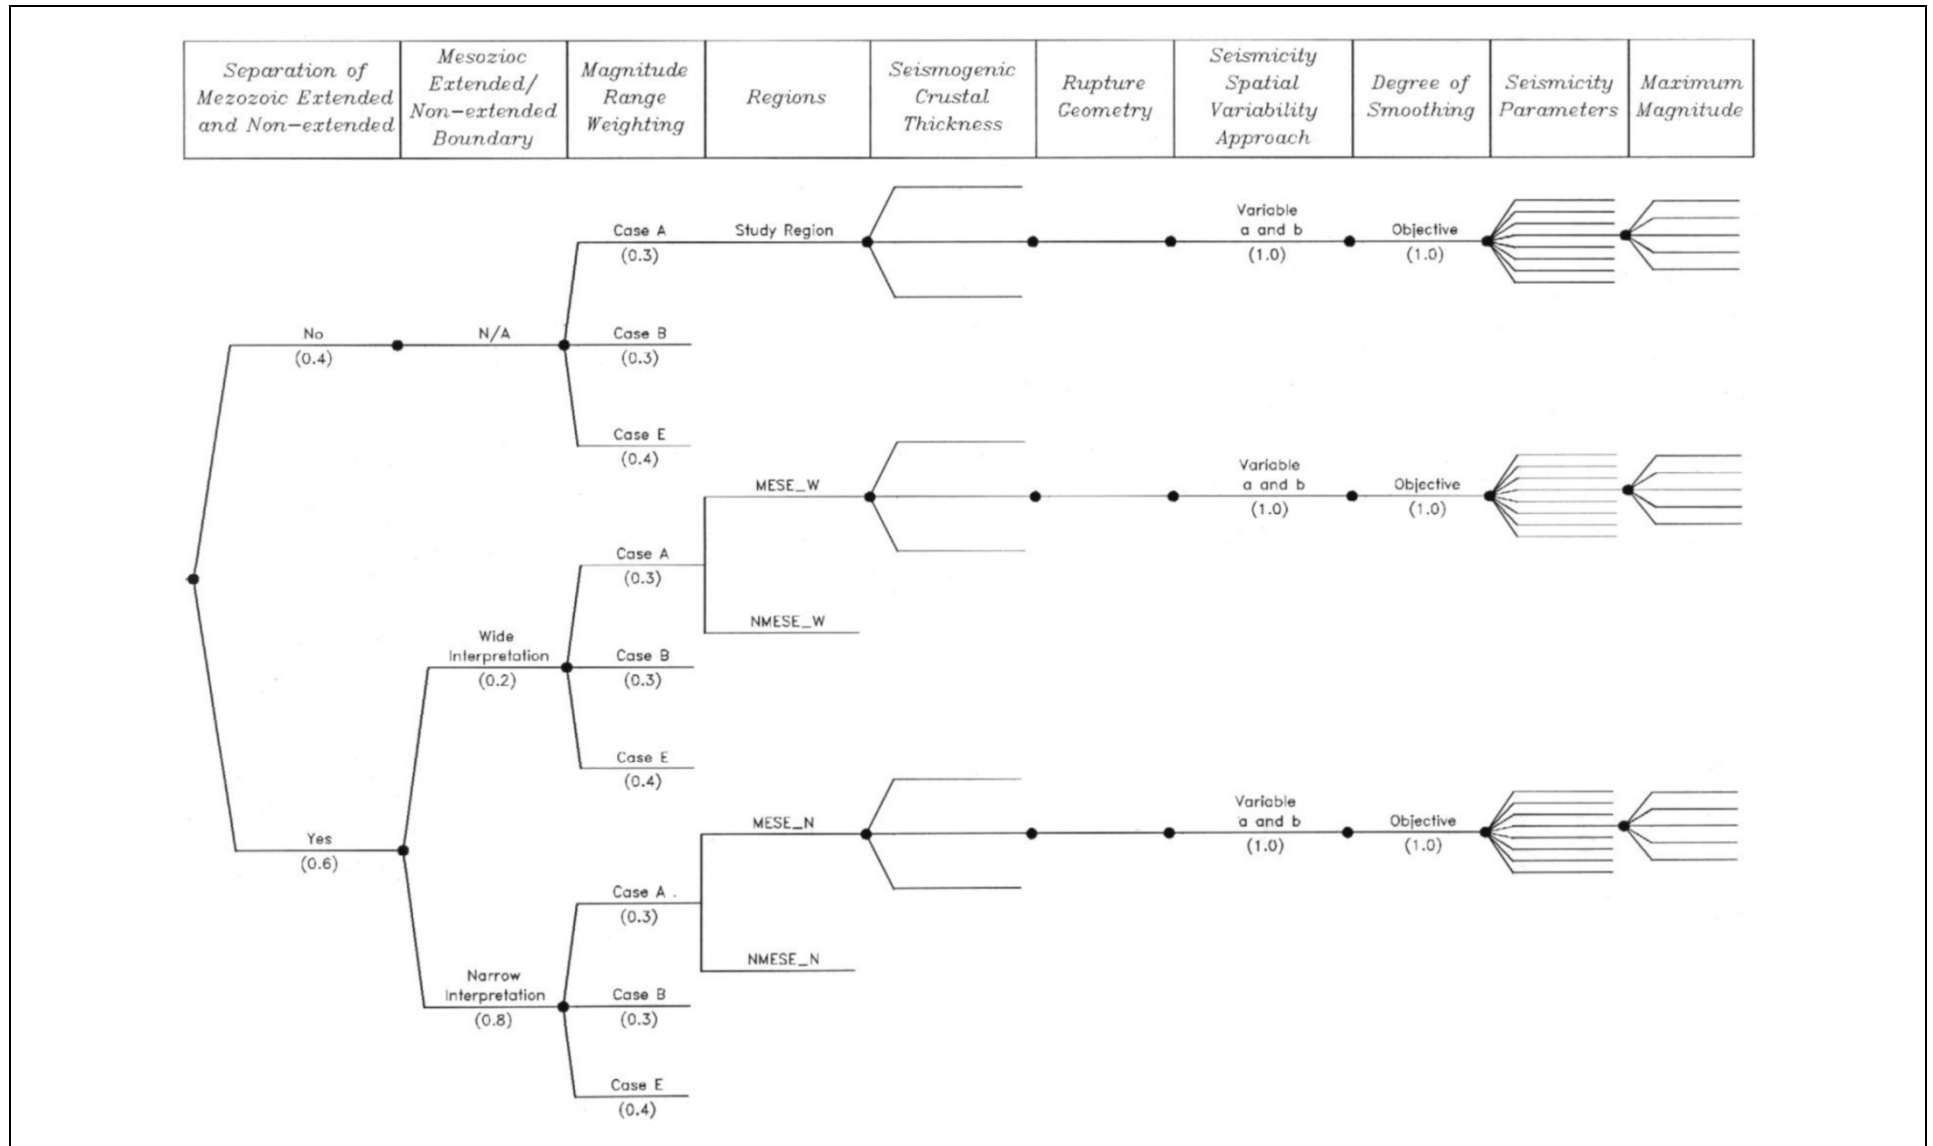 Separation of
Mezozoic Extended
and Non-extended
Mesozioc
Extended/
Non-extended
Boundary
Magnitude
Range
Weighting
Regions
Seismogenic
Crustal
Thickness
Rupture
Geometry
Seismicity
Spatial
Variability
Approach
Degree of
Smoothing
Seismicity
Parameters
Maximum
Magnitude
No
(0.4)
N/A
Case A
(0.3)
Study Region
Variable
a and b
(1.0)
Objective
(1.0)
Case B
(0.3)
Case E
(0.4)
Yes
(0.6)
Wide
Interpretation
(0.2)
Case A
(0.3)
MESE_W
Variable
a and b
(1.0)
Objective
(1.0)
NMESE_W
Case B
(0.3)
Case E
(0.4)
Narrow
Interpretation
(0.8)
Case A
(0.3)
MESE_N
Variable
a and b
(1.0)
Objective
(1.0)
NMESE_N
Case B
(0.3)
Case E
(0.4)